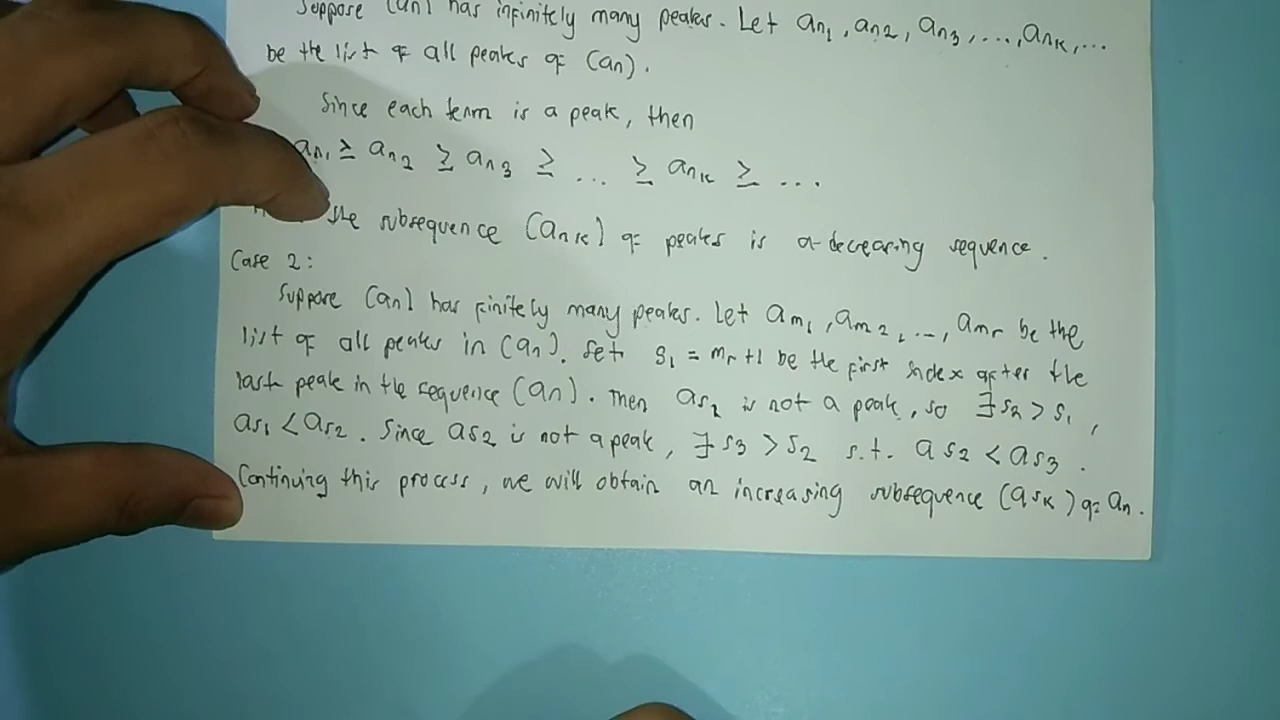 Suppose (an) has infinitely many peaks. Let an1, an2, an3, ..., ank, ...
be the list of all peaks of (an).
Since each term is a peak, then
an1 ≥ an2 ≥ an3 ≥ ... ≥ ank ≥ ...
the subsequence (ank) of peaks is a decreasing sequence.
Case 2:
Suppose (an) has finitely many peaks. Let am1, am2, ..., amr be the
list of all peaks in (an). Set s1 = mr+1 be the first index after the
last peak in the sequence (an). Then as2 is not a peak, so ∃ s2 > s1,
as1 < as2. Since as2 is not a peak, ∃ s3 > s2 s.t. as2 < as3.
Continuing this process, we will obtain an increasing subsequence (ask) of an.